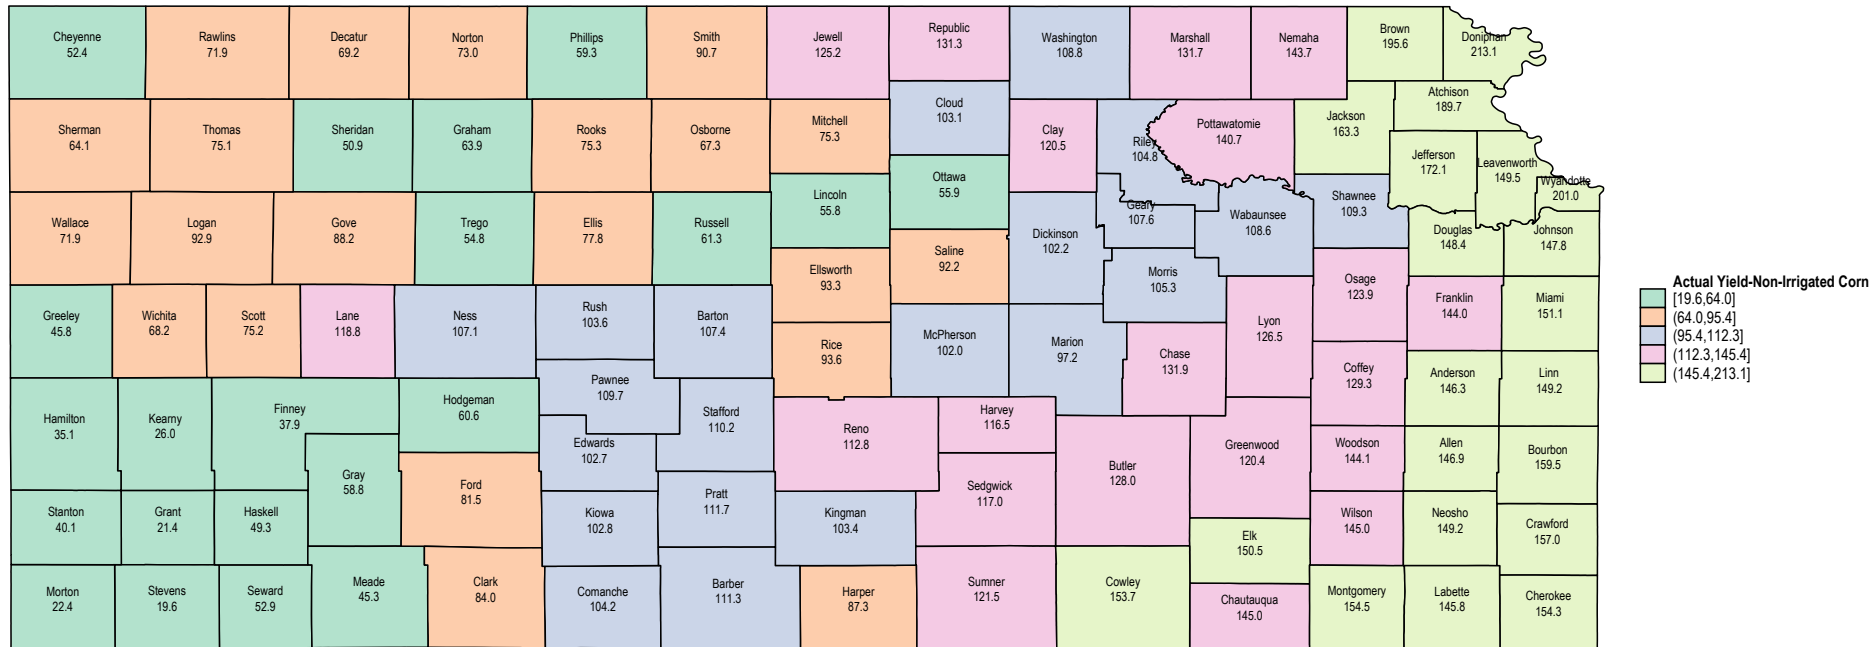 Cheyenne
52.4
Rawlins
71.9
Decatur
69.2
Norton
73.0
Phillips
59.3
Smith
90.7
Jewell
125.2
Republic
131.3
Washington
108.8
Marshall
131.7
Nemaha
143.7
Brown
195.6
Doniphan
213.1
Sherman
64.1
Thomas
75.1
Sheridan
50.9
Graham
63.9
Rooks
75.3
Osborne
67.3
Mitchell
75.3
Cloud
103.1
Clay
120.5
Riley
104.8
Pottawatomie
140.7
Jackson
163.3
Atchison
189.7
Jefferson
172.1
Leavenworth
149.5
Wyandotte
201.0
Wallace
71.9
Logan
92.9
Gove
88.2
Trego
54.8
Ellis
77.8
Russell
61.3
Lincoln
55.8
Ottawa
55.9
Saline
92.2
Dickinson
102.2
Geary
107.6
Wabaunsee
108.6
Shawnee
109.3
Douglas
148.4
Johnson
147.8
Ellsworth
93.3
Morris
105.3
Osage
123.9
Franklin
144.0
Miami
151.1
Greeley
45.8
Wichita
68.2
Scott
75.2
Lane
118.8
Ness
107.1
Rush
103.6
Barton
107.4
Rice
93.6
McPherson
102.0
Marion
97.2
Chase
131.9
Lyon
126.5
Coffey
129.3
Anderson
146.3
Linn
149.2
Hamilton
35.1
Kearny
26.0
Finney
37.9
Hodgeman
60.6
Pawnee
109.7
Stafford
110.2
Edwards
102.7
Reno
112.8
Harvey
116.5
Butler
128.0
Greenwood
120.4
Woodson
144.1
Allen
146.9
Bourbon
159.5
Gray
58.8
Ford
81.5
Stanton
40.1
Grant
21.4
Haskell
49.3
Kiowa
102.8
Pratt
111.7
Kingman
103.4
Sedgwick
117.0
Elk
150.5
Wilson
145.0
Neosho
149.2
Crawford
157.0
Morton
22.4
Stevens
19.6
Seward
52.9
Meade
45.3
Clark
84.0
Comanche
104.2
Barber
111.3
Harper
87.3
Sumner
121.5
Cowley
153.7
Chautauqua
145.0
Montgomery
154.5
Labette
145.8
Cherokee
154.3
Actual Yield-Non-Irrigated Corn
[19.6,64.0]
(64.0,95.4]
(95.4,112.3]
(112.3,145.4]
(145.4,213.1]